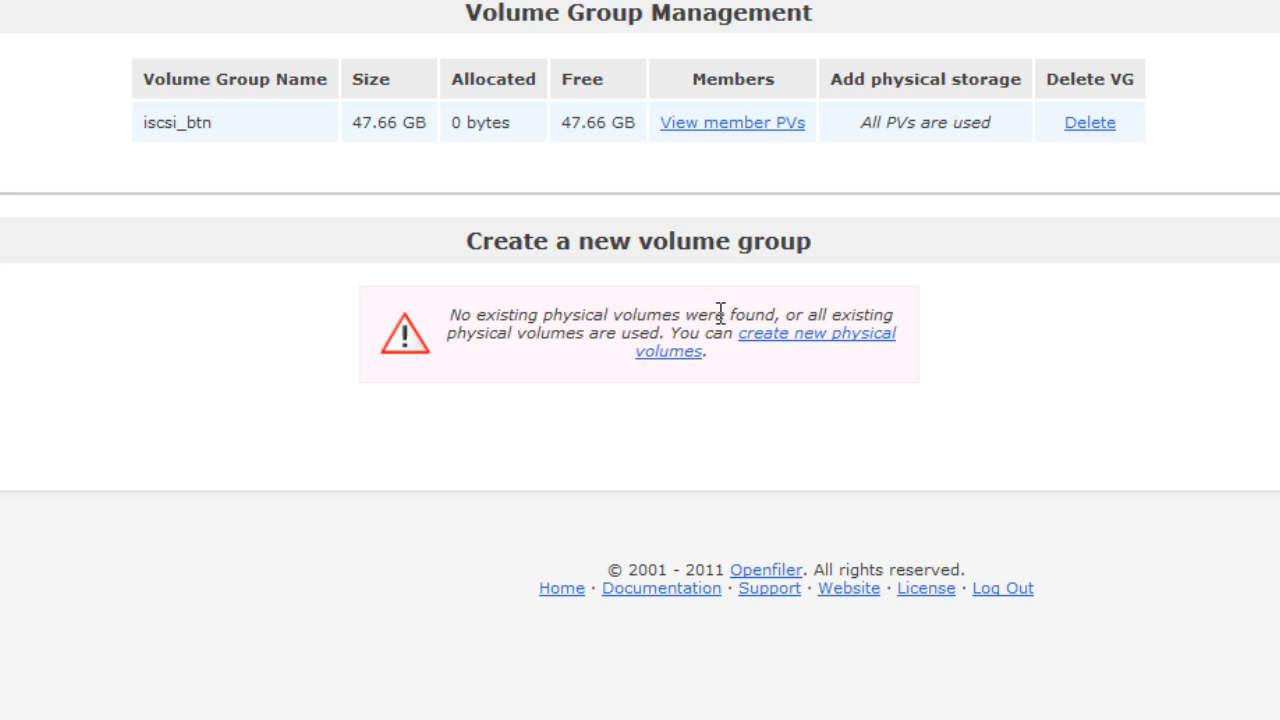 Volume Group Management
Volume Group Name Size Allocated Free Members Add physical storage Delete VG
iscsi_btn 47.66 GB 0 bytes 47.66 GB View member PVs All PVs are used Delete
Create a new volume group
No existing physical volumes were found, or all existing
physical volumes are used. You can create new physical
volumes.
© 2001 - 2011 Openfiler. All rights reserved.
Home · Documentation · Support · Website · License · Log Out